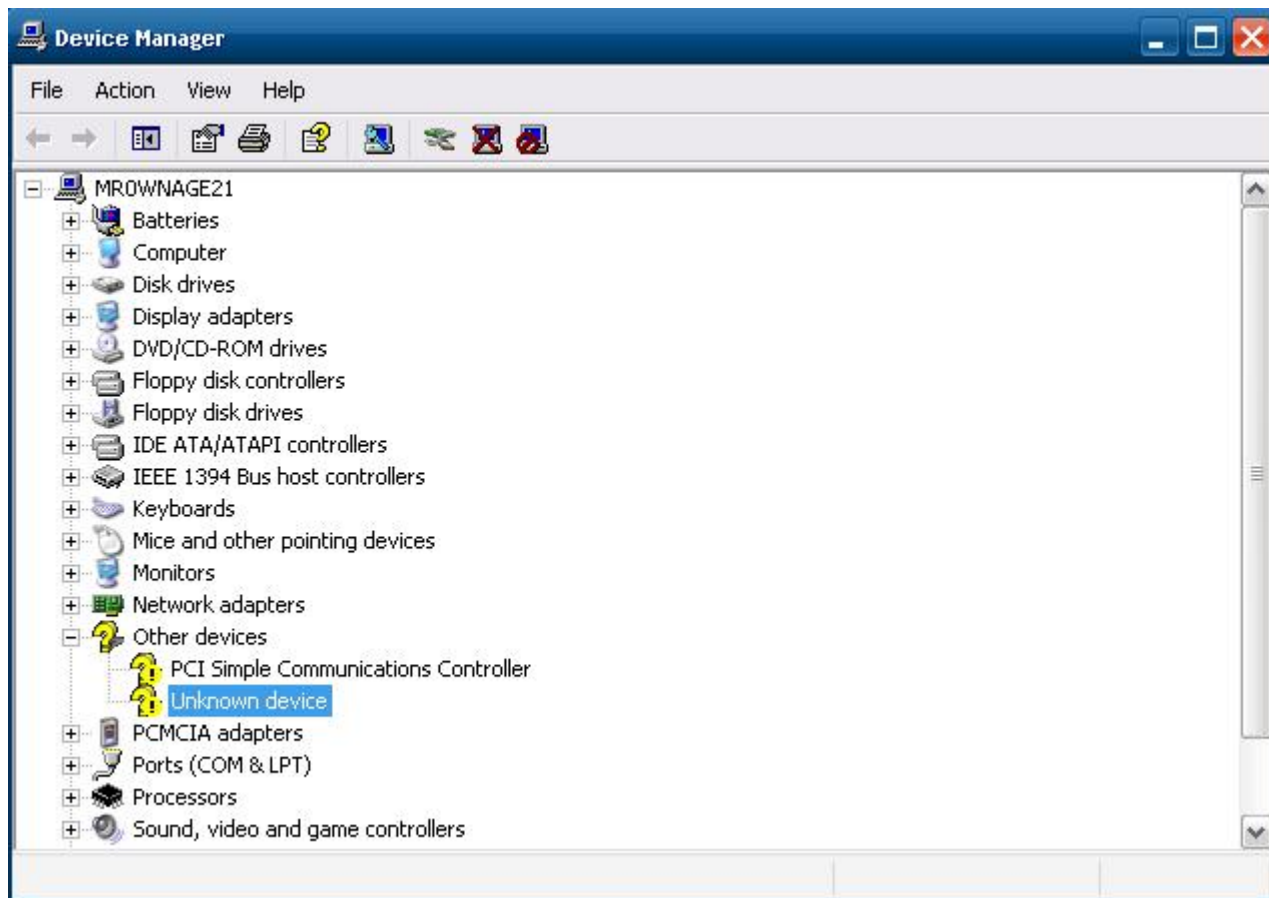 Device Manager
File Action View Help
MROWNAGE21
Batteries
Computer
Disk drives
Display adapters
DVD/CD-ROM drives
Floppy disk controllers
Floppy disk drives
IDE ATA/ATAPI controllers
IEEE 1394 Bus host controllers
Keyboards
Mice and other pointing devices
Monitors
Network adapters
Other devices
PCI Simple Communications Controller
Unknown device
PCMCIA adapters
Ports (COM & LPT)
Processors
Sound, video and game controllers